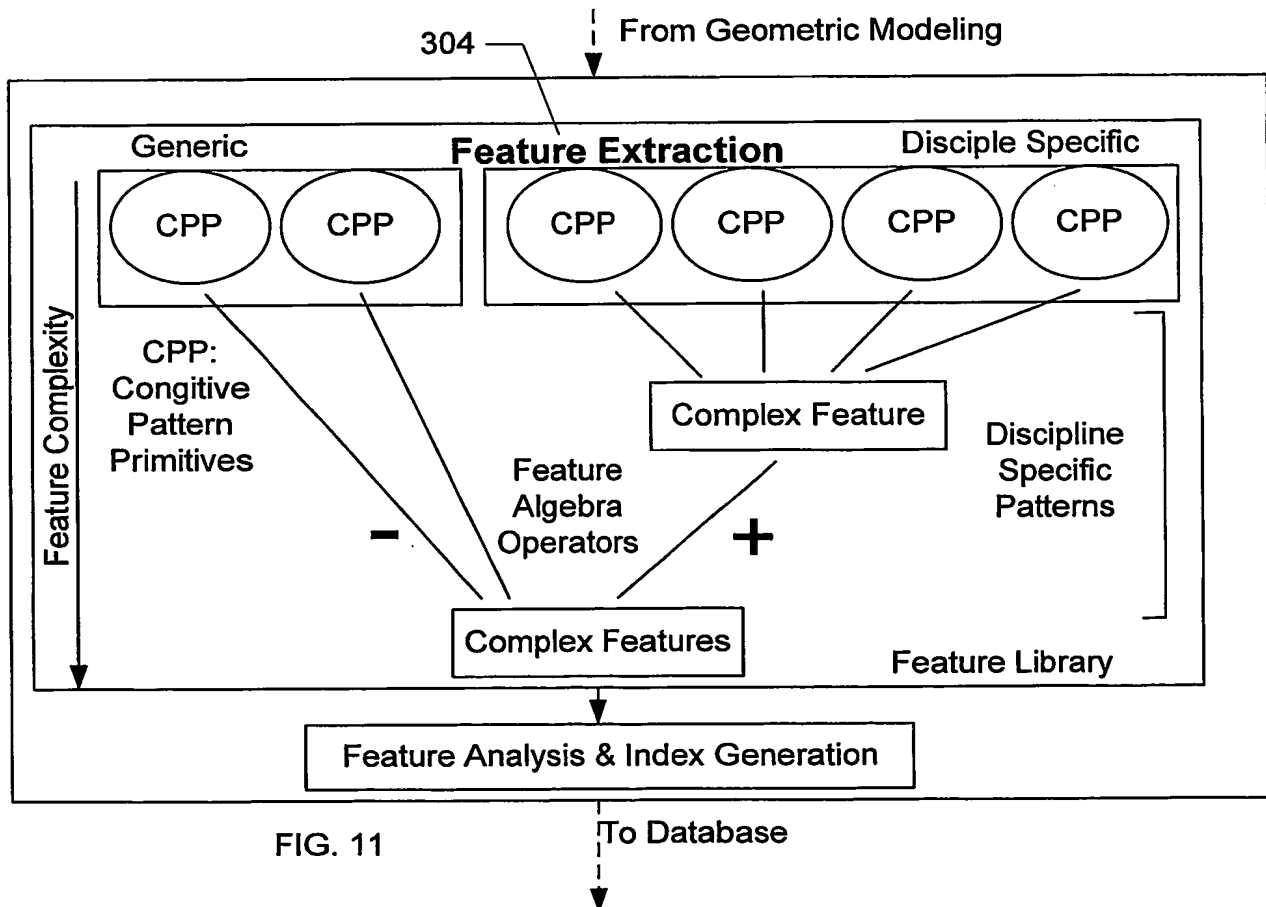 From Geometric Modeling
304
Generic
Feature Extraction
Disciple Specific
CPP
CPP
CPP
CPP
CPP
CPP
Feature Complexity
CPP:
Congitive
Pattern
Primitives
Complex Feature
Discipline
Specific
Patterns
Feature
Algebra
Operators
-
+
Complex Features
Feature Library
Feature Analysis & Index Generation
FIG. 11
To Database